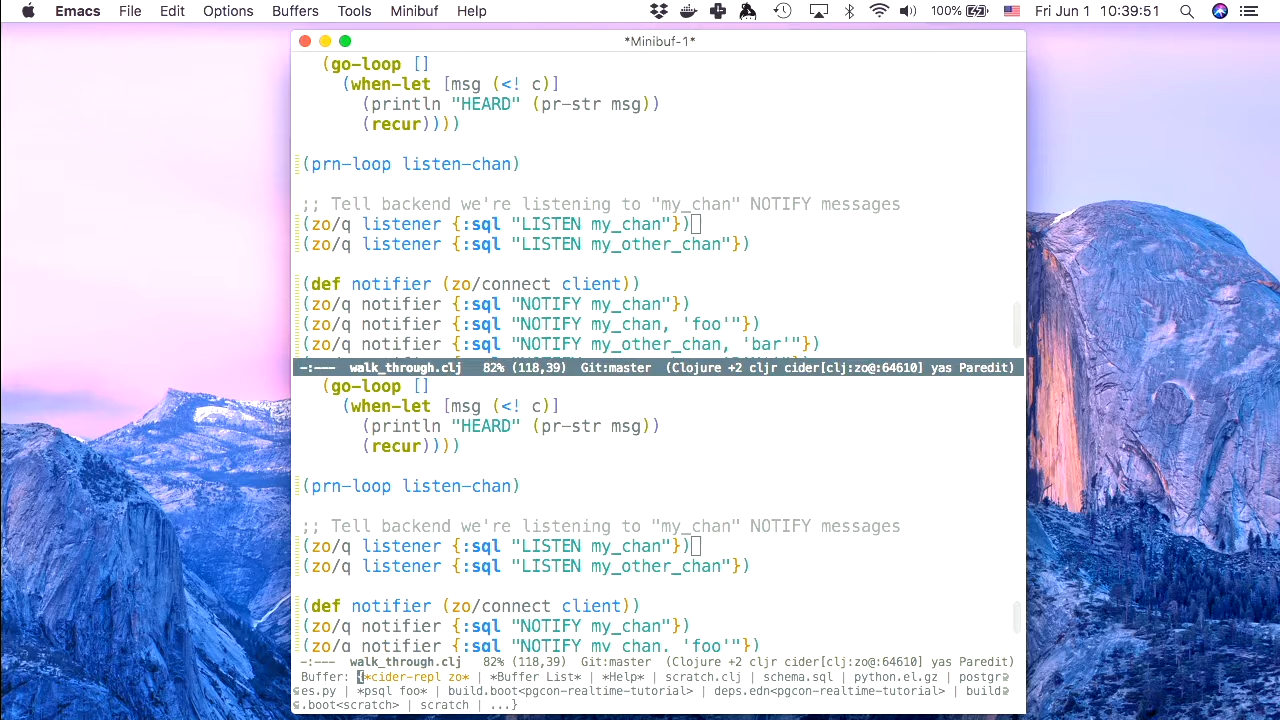 Emacs File Edit Options Buffers Tools Minibuf Help 100% Fri Jun 1 10:39:51
*Minibuf-1*
(go-loop []
(when-let [msg (<! c)]
(println "HEARD" (pr-str msg))
(recur))))
(prn-loop listen-chan)
;; Tell backend we're listening to "my_chan" NOTIFY messages
(zo/q listener {:sql "LISTEN my_chan"})
(zo/q listener {:sql "LISTEN my_other_chan"})
(def notifier (zo/connect client))
(zo/q notifier {:sql "NOTIFY my_chan"})
(zo/q notifier {:sql "NOTIFY my_chan, 'foo'"})
(zo/q notifier {:sql "NOTIFY my_other_chan, 'bar'"})
-:--- walk_through.clj 82% (118,39) Git:master (Clojure +2 cljr cider[clj:zo@:64610] yas Paredit)
(go-loop []
(when-let [msg (<! c)]
(println "HEARD" (pr-str msg))
(recur))))
(prn-loop listen-chan)
;; Tell backend we're listening to "my_chan" NOTIFY messages
(zo/q listener {:sql "LISTEN my_chan"})
(zo/q listener {:sql "LISTEN my_other_chan"})
(def notifier (zo/connect client))
(zo/q notifier {:sql "NOTIFY my_chan"})
(zo/q notifier {:sql "NOTIFY my_chan, 'foo'"})
-:--- walk_through.clj 82% (118,39) Git:master (Clojure +2 cljr cider[clj:zo@:64610] yas Paredit)
Buffer: {*cider-repl zo* | *Buffer List* | *Help* | scratch.clj | schema.sql | python.el.gz | postgr
es.py | *psql foo* | build.boot<pgcon-realtime-tutorial> | deps.edn<pgcon-realtime-tutorial> | build
.boot<scratch> | scratch | ...}